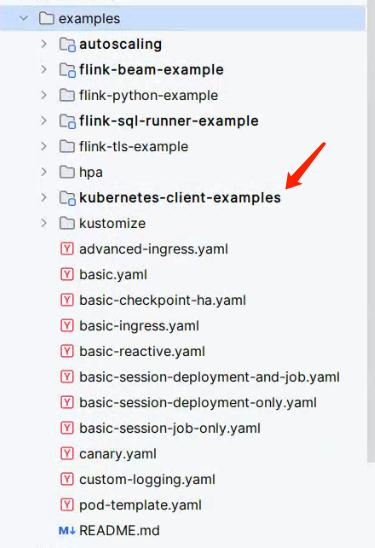 examples
autoscaling
flink-beam-example
flink-python-example
flink-sql-runner-example
flink-tls-example
hpa
kubernetes-client-examples
kustomize
Y advanced-ingress.yaml
Y basic.yaml
Y basic-checkpoint-ha.yaml
Y basic-ingress.yaml
Y basic-reactive.yaml
Y basic-session-deployment-and-job.yaml
Y basic-session-deployment-only.yaml
Y basic-session-job-only.yaml
Y canary.yaml
Y custom-logging.yaml
Y pod-template.yaml
M↓ README.md